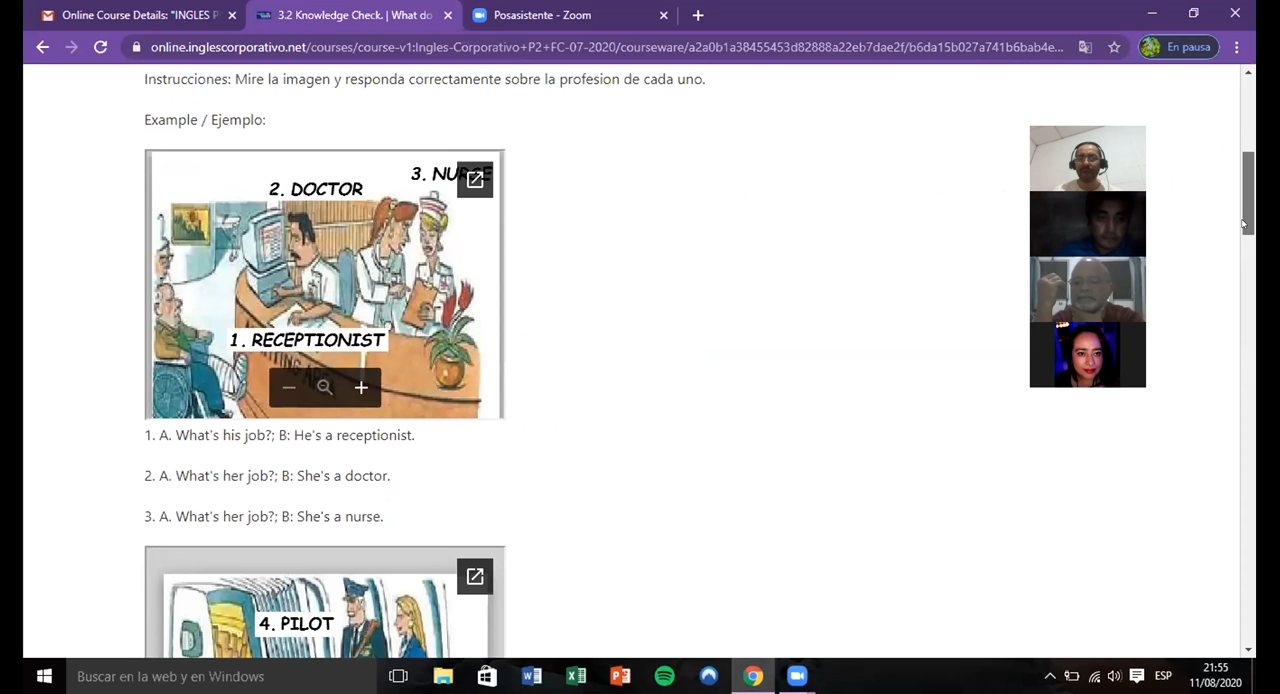 Online Course Details: "INGLES P
3.2 Knowledge Check. | What do
Posasistente - Zoom
online.inglescorporativo.net/courses/course-v1:Ingles-Corporativo+P2+FC-07-2020/courseware/a2a0b1a38455453d82888a22eb7dae2f/b6da15b027a741b6bab4e...
En pausa
Instrucciones: Mire la imagen y responda correctamente sobre la profesion de cada uno.
Example / Ejemplo:
3. NURSE
2. DOCTOR
1. RECEPTIONIST
1. A. What's his job?; B: He's a receptionist.
2. A. What's her job?; B: She's a doctor.
3. A. What's her job?; B: She's a nurse.
4. PILOT
Buscar en la web y en Windows
ESP
21:55
11/08/2020